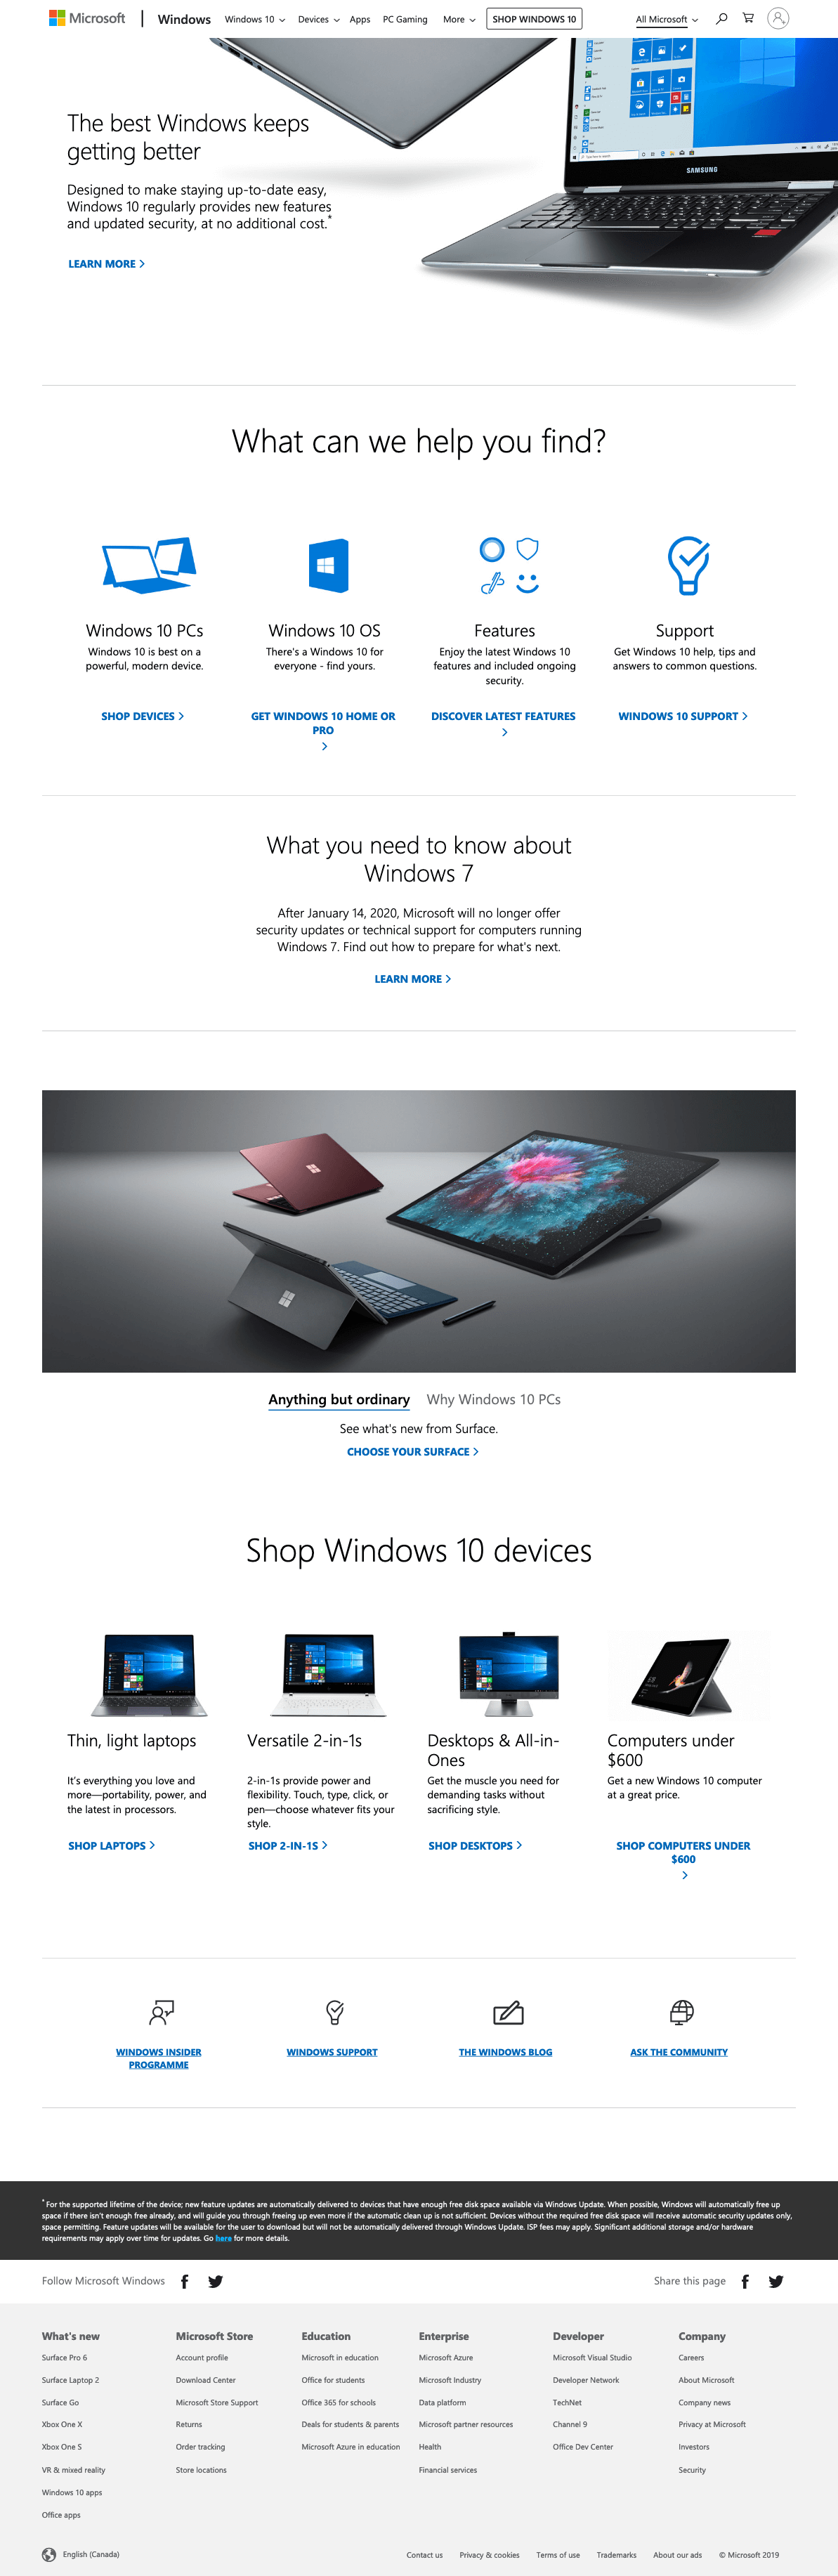 Microsoft
Windows
Windows 10
Devices
Apps
PC Gaming
More
SHOP WINDOWS 10
All Microsoft
The best Windows keeps
getting better
Designed to make staying up-to-date easy,
Windows 10 regularly provides new features
and updated security, at no additional cost.*
LEARN MORE
SAMSUNG
What can we help you find?
Windows 10 PCs
Windows 10 is best on a
powerful, modern device.
SHOP DEVICES
Windows 10 OS
There's a Windows 10 for
everyone - find yours.
GET WINDOWS 10 HOME OR
PRO
Features
Enjoy the latest Windows 10
features and included ongoing
security.
DISCOVER LATEST FEATURES
Support
Get Windows 10 help, tips and
answers to common questions.
WINDOWS 10 SUPPORT
What you need to know about
Windows 7
After January 14, 2020, Microsoft will no longer offer
security updates or technical support for computers running
Windows 7. Find out how to prepare for what's next.
LEARN MORE
Anything but ordinary
Why Windows 10 PCs
See what's new from Surface.
CHOOSE YOUR SURFACE
Shop Windows 10 devices
Thin, light laptops
It's everything you love and
more—portability, power, and
the latest in processors.
SHOP LAPTOPS
Versatile 2-in-1s
2-in-1s provide power and
flexibility. Touch, type, click, or
pen—choose whatever fits your
style.
SHOP 2-IN-1S
Desktops & All-in-
Ones
Get the muscle you need for
demanding tasks without
sacrificing style.
SHOP DESKTOPS
Computers under
$600
Get a new Windows 10 computer
at a great price.
SHOP COMPUTERS UNDER
$600
WINDOWS INSIDER
PROGRAMME
WINDOWS SUPPORT
THE WINDOWS BLOG
ASK THE COMMUNITY
* For the supported lifetime of the device; new feature updates are automatically delivered to devices that have enough free disk space available via Windows Update. When possible, Windows will automatically free up
space if there isn't enough free already, and will guide you through freeing up even more if the automatic clean up is not sufficient. Devices without the required free disk space will receive automatic security updates only,
space permitting. Feature updates will be available for the user to download but will not be automatically delivered through Windows Update. ISP fees may apply. Significant additional storage and/or hardware
requirements may apply over time for updates. Go here for more details.
Follow Microsoft Windows
Share this page
What's new
Surface Pro 6
Surface Laptop 2
Surface Go
Xbox One X
Xbox One S
VR & mixed reality
Windows 10 apps
Office apps
Microsoft Store
Account profile
Download Center
Microsoft Store Support
Returns
Order tracking
Store locations
Education
Microsoft in education
Office for students
Office 365 for schools
Deals for students & parents
Microsoft Azure in education
Enterprise
Microsoft Azure
Microsoft Industry
Data platform
Microsoft partner resources
Health
Financial services
Developer
Microsoft Visual Studio
Developer Network
TechNet
Channel 9
Office Dev Center
Company
Careers
About Microsoft
Company news
Privacy at Microsoft
Investors
Security
English (Canada)
Contact us
Privacy & cookies
Terms of use
Trademarks
About our ads
© Microsoft 2019